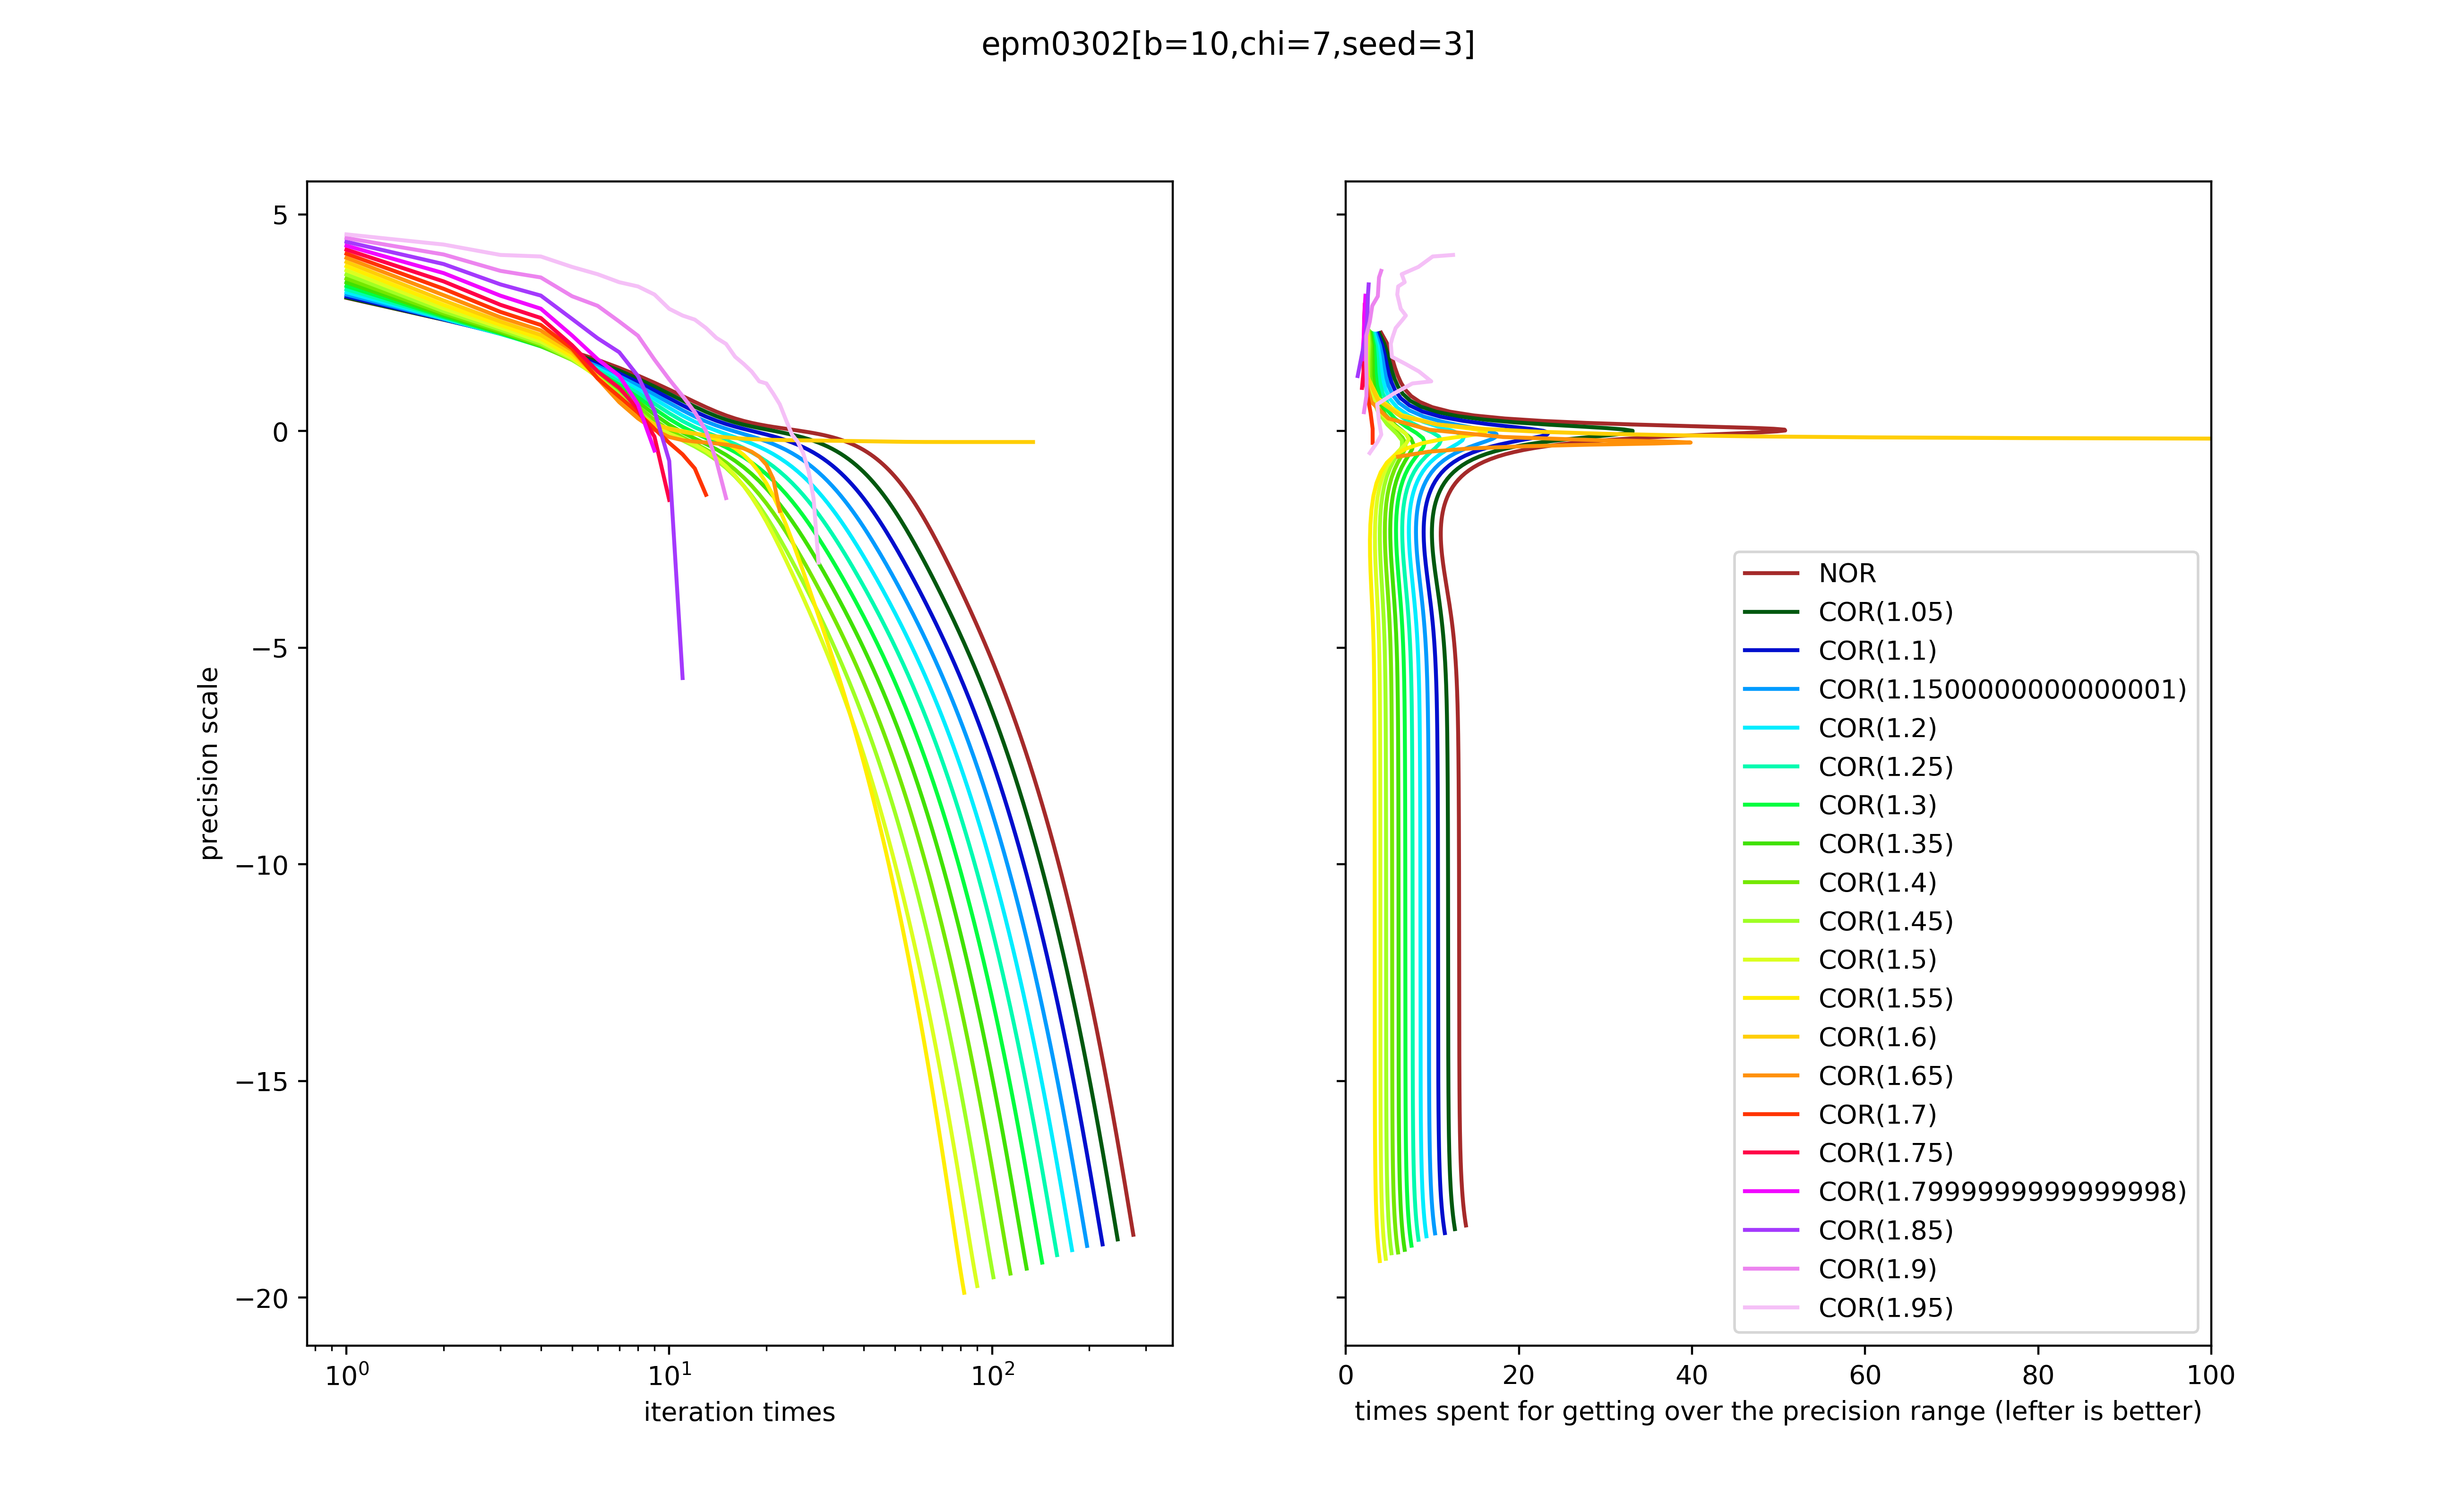 epm0302[b=10,chi=7,seed=3]
precision scale
5
0
−5
−10
−15
−20
10⁰
10¹
10²
iteration times
NOR
COR(1.05)
COR(1.1)
COR(1.1500000000000001)
COR(1.2)
COR(1.25)
COR(1.3)
COR(1.35)
COR(1.4)
COR(1.45)
COR(1.5)
COR(1.55)
COR(1.6)
COR(1.65)
COR(1.7)
COR(1.75)
COR(1.7999999999999998)
COR(1.85)
COR(1.9)
COR(1.95)
0
20
40
60
80
100
times spent for getting over the precision range (lefter is better)